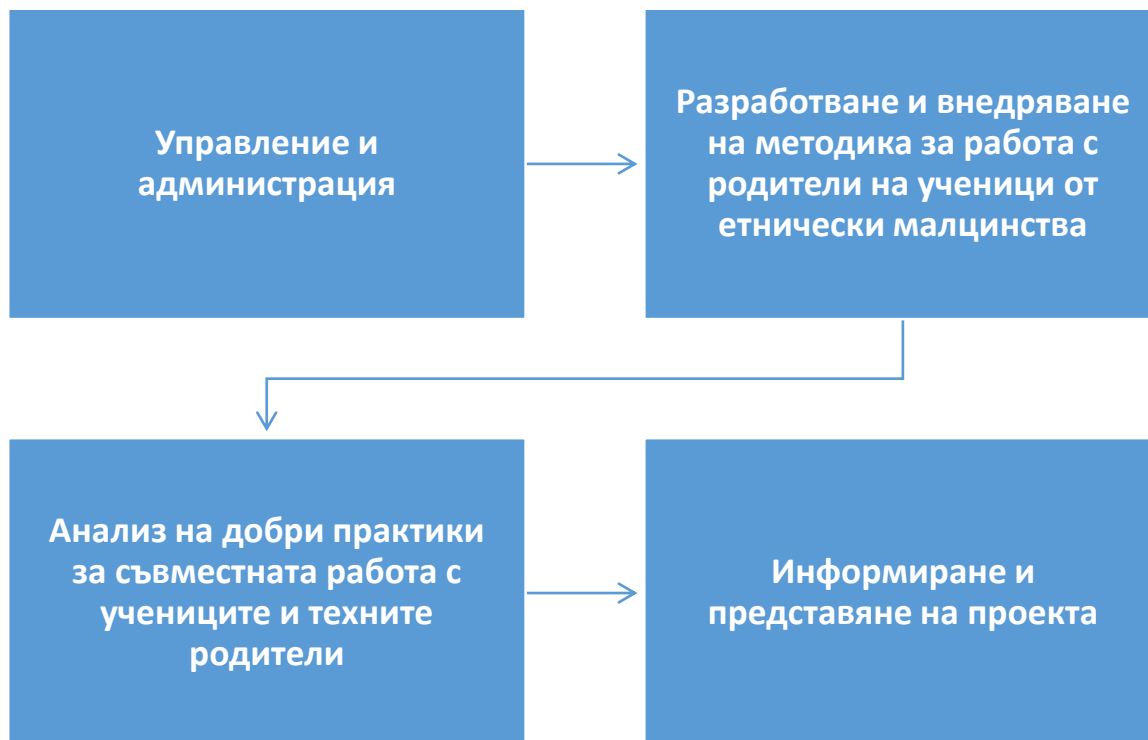 Управление и
администрация
Разработване и внедряване
на методика за работа с
родители на ученици от
етнически малцинства
Анализ на добри практики
за съвместната работа с
учениците и техните
родители
Информиране и
представяне на проекта